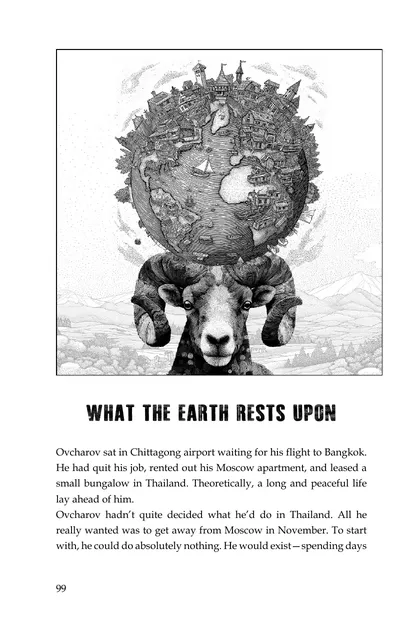 WHAT THE EARTH RESTS UPON
Ovcharov sat in Chittagong airport waiting for his flight to Bangkok.
He had quit his job, rented out his Moscow apartment, and leased a
small bungalow in Thailand. Theoretically, a long and peaceful life
lay ahead of him.
Ovcharov hadn’t quite decided what he’d do in Thailand. All he
really wanted was to get away from Moscow in November. To start
with, he could do absolutely nothing. He would exist—spending days
99